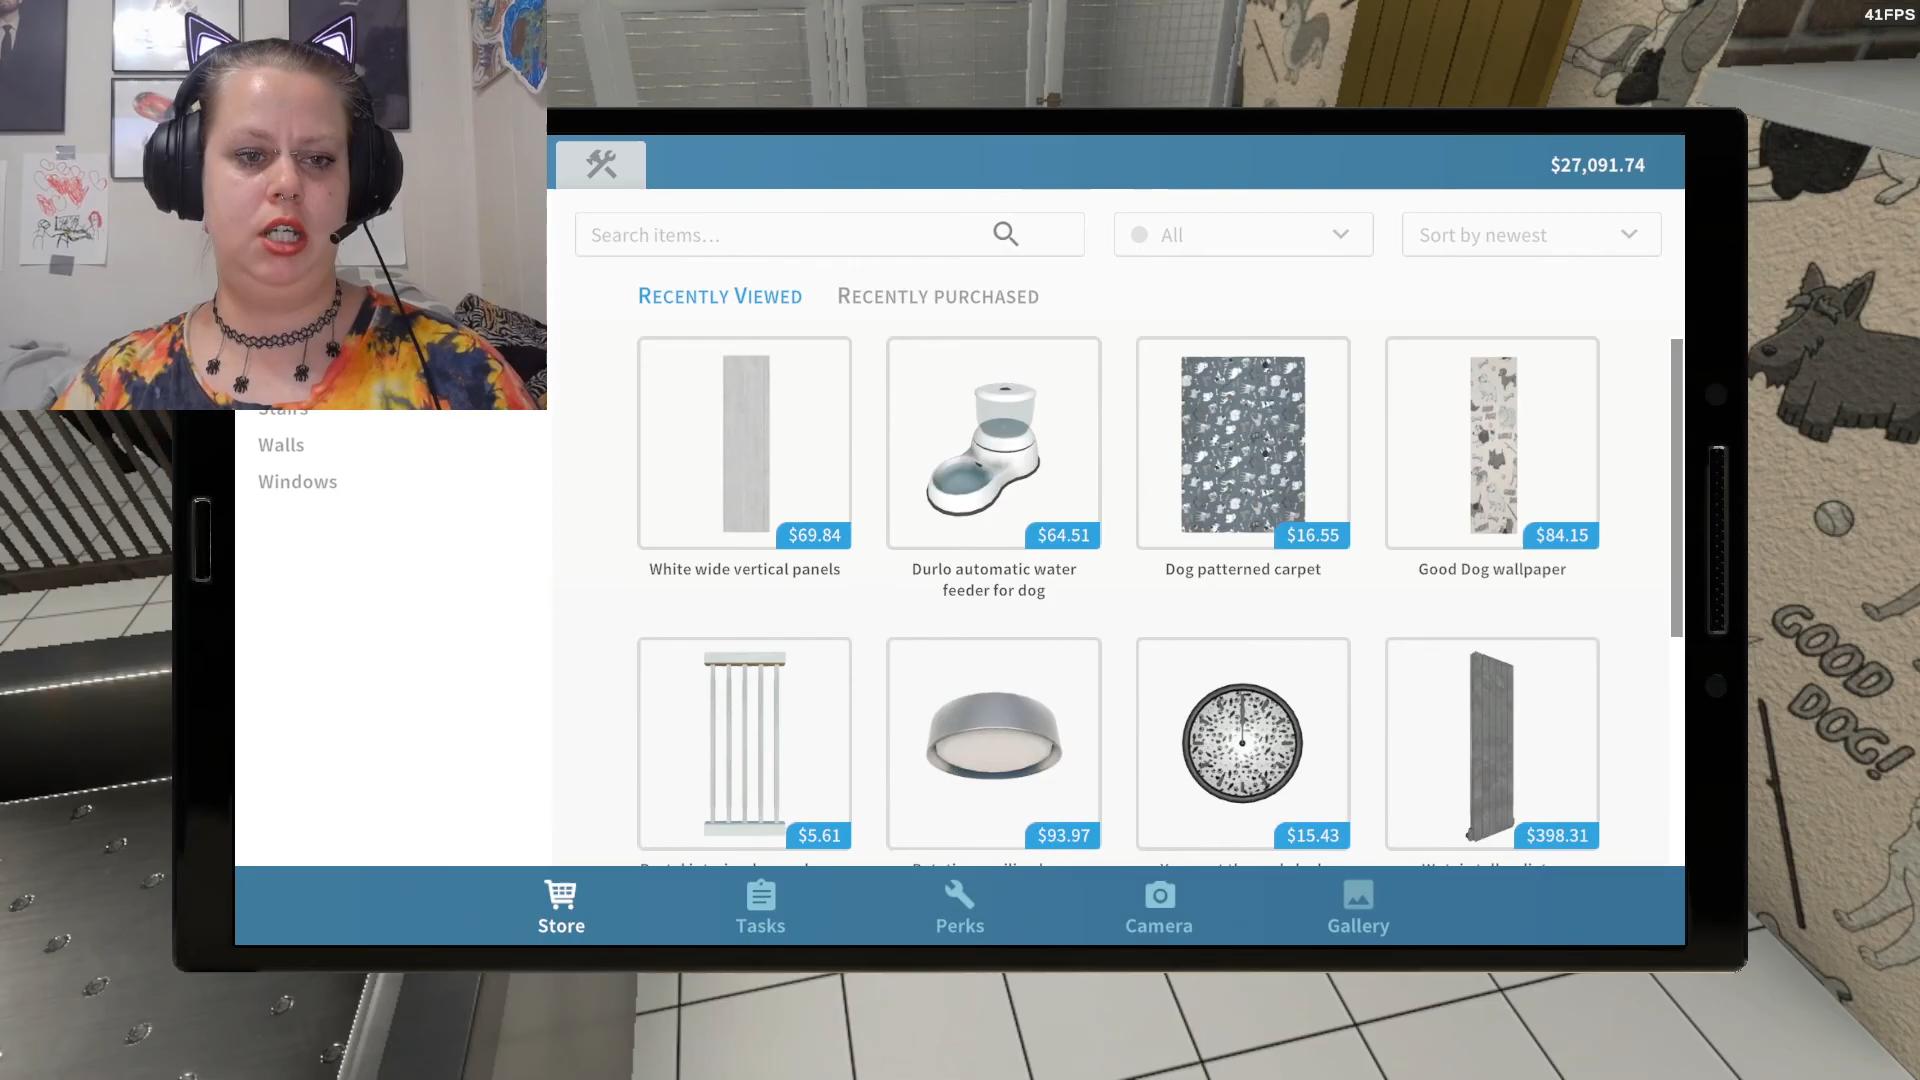 41FPS
$27,091.74
Search items...
All
Sort by newest
RECENTLY VIEWED
RECENTLY PURCHASED
Stairs
Walls
Windows
$69.84
$64.51
$16.55
$84.15
White wide vertical panels
Durlo automatic water
feeder for dog
Dog patterned carpet
Good Dog wallpaper
$5.61
$93.97
$15.43
$398.31
GOOD
DOG!
Store
Tasks
Perks
Camera
Gallery